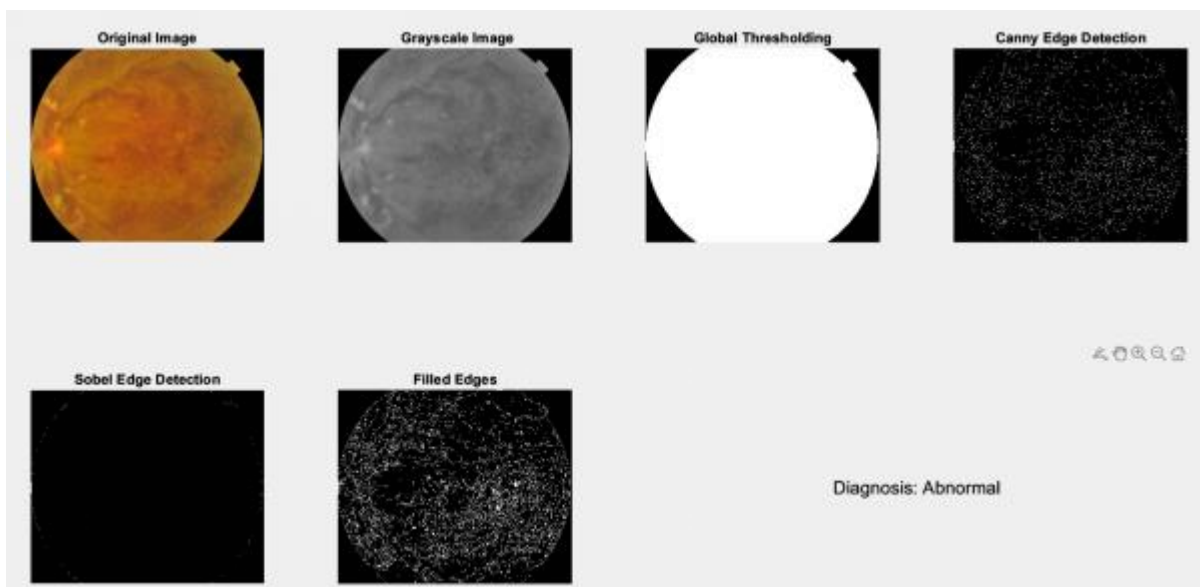 Original Image
Grayscale Image
Global Thresholding
Canny Edge Detection
Sobel Edge Detection
Filled Edges
Diagnosis: Abnormal